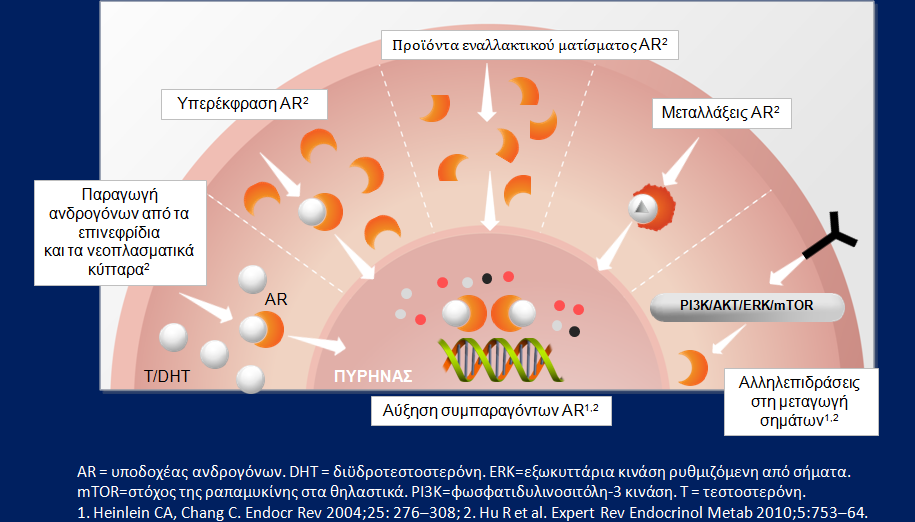 Προϊόντα εναλλακτικού ματίσματος AR2
Υπερέκφραση AR2
Μεταλλάξεις AR2
Παραγωγή
ανδρογόνων από τα
επινεφρίδια
και τα νεοπλασματικά
κύτταρα2
AR
T/DHT
PI3K/AKT/ERK/mTOR
ΠΥΡΗΝΑΣ
Αύξηση συμπαραγόντων AR1,2
Αλληλεπιδράσεις
στη μεταγωγή
σημάτων1,2
AR = υποδοχέας ανδρογόνων. DHT = διϋδροτεστοστερόνη. ERK=εξωκυττάρια κινάση ρυθμιζόμενη από σήματα.
mTOR=στόχος της ραπαμυκίνης στα θηλαστικά. PI3K=φωσφατιδυλινοσιτόλη-3 κινάση. T = τεστοστερόνη.
1. Heinlein CA, Chang C. Endocr Rev 2004;25: 276–308; 2. Hu R et al. Expert Rev Endocrinol Metab 2010;5:753–64.